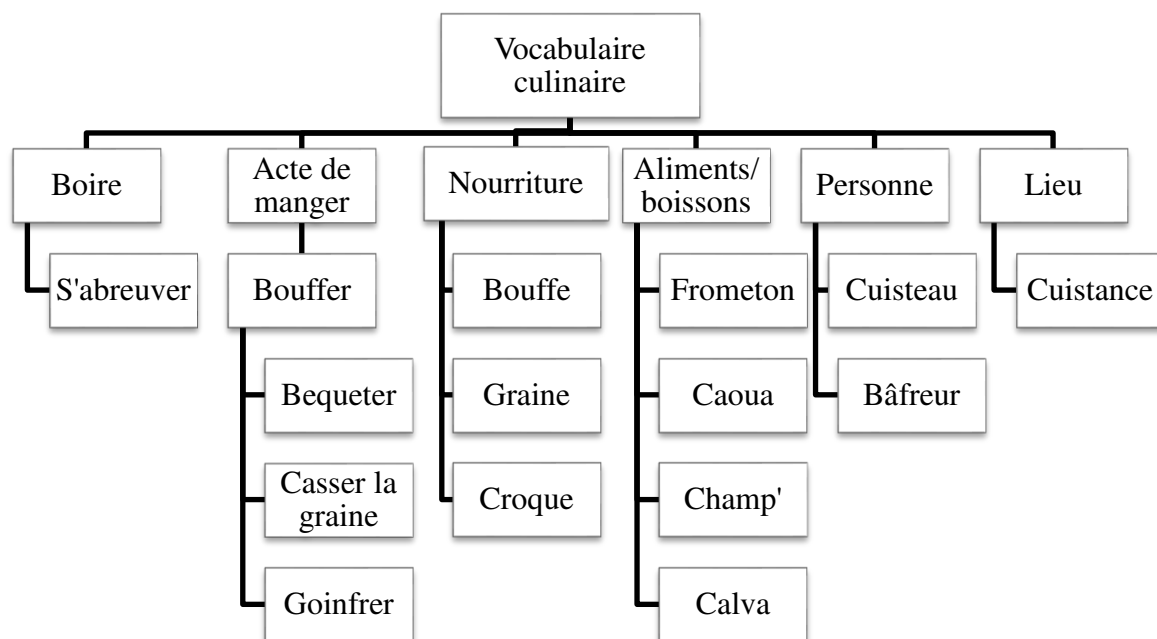 Vocabulaire
culinaire
Boire
Acte de
manger
Nourriture
Aliments/
boissons
Personne
Lieu
S'abreuver
Bouffer
Bouffe
Frometon
Cuisteau
Cuistance
Bequeter
Graine
Caoua
Bâfreur
Casser la
graine
Croque
Champ'
Goinfrer
Calva